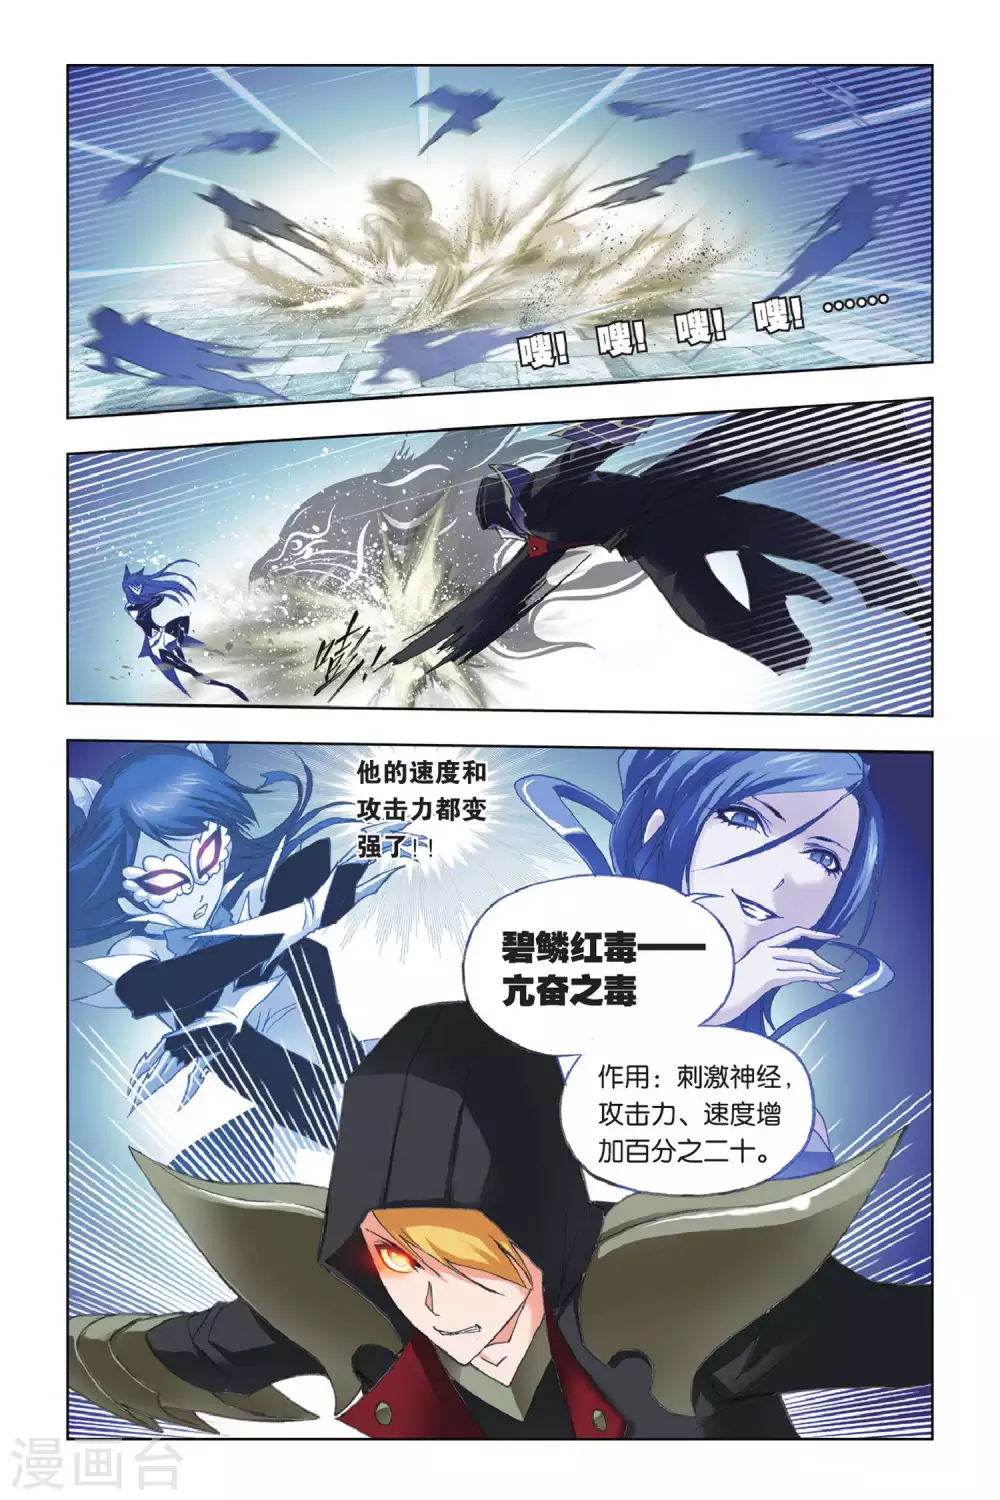 嗖！ 嗖！ 嗖！ 嗖！ ……
嘭！
他的速度和
攻击力都变
强了！！
碧鳞红毒——
亢奋之毒
作用：刺激神经，
攻击力、速度增
加百分之二十。
漫画台